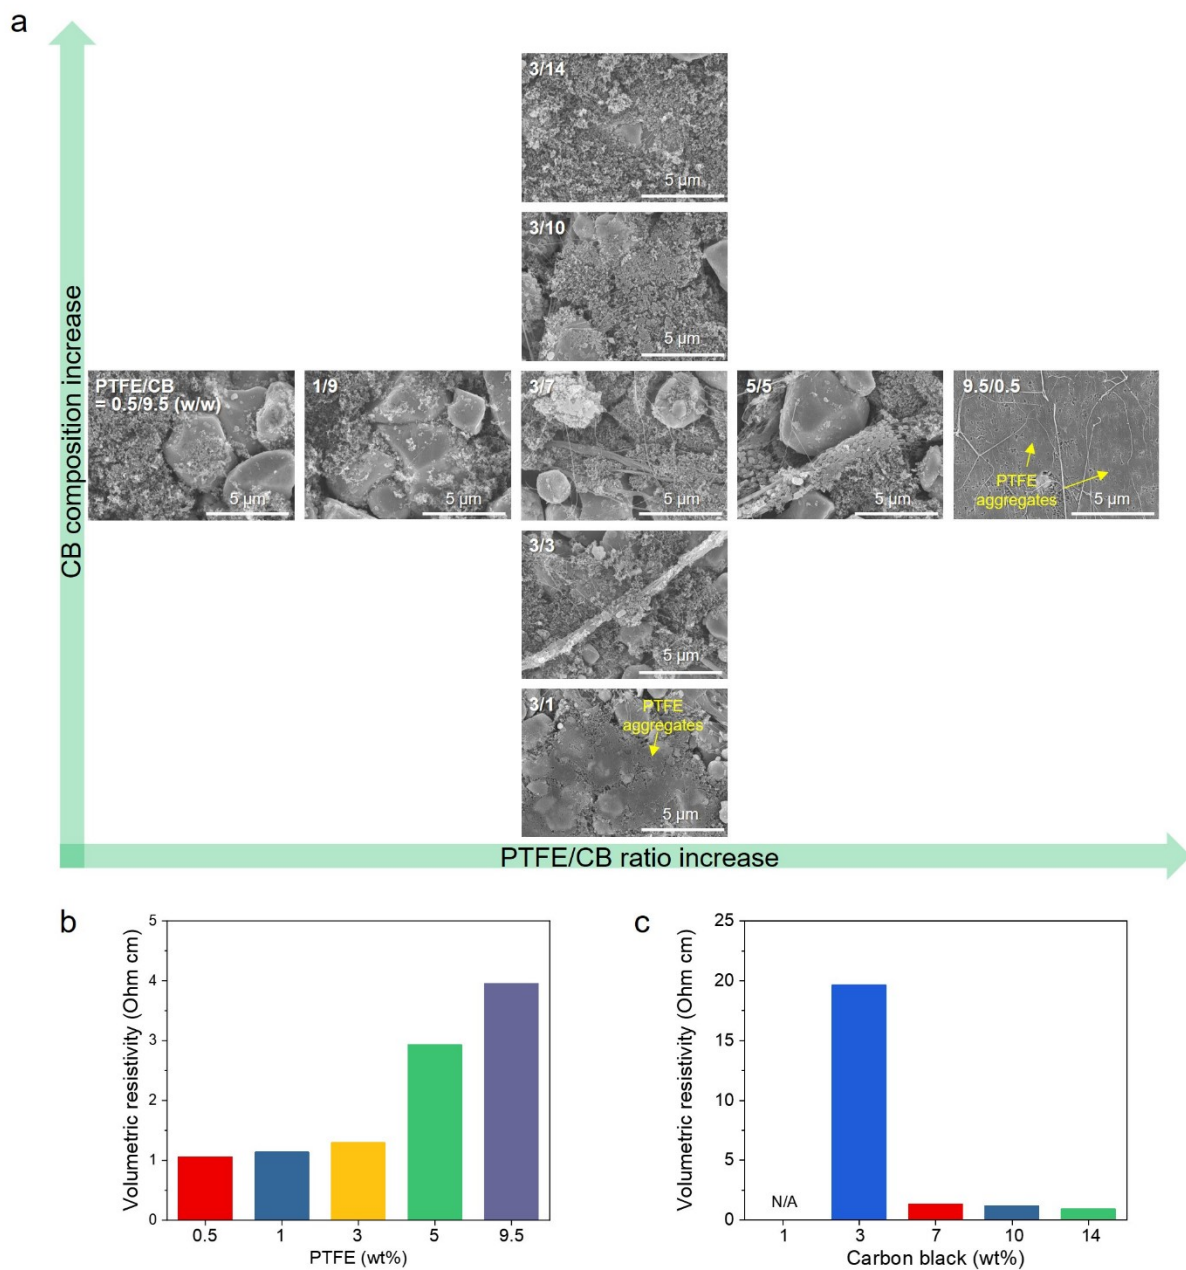 a
CB composition increase
3/14
5 µm
3/10
5 µm
PTFE/CB
= 0.5/9.5 (w/w)
5 µm
1/9
5 µm
3/7
5 µm
5/5
5 µm
9.5/0.5
PTFE
aggregates
5 µm
3/3
5 µm
3/1
PTFE
aggregates
5 µm
PTFE/CB ratio increase
b
Volumetric resistivity (Ohm cm)
5
4
3
2
1
0
0.5 1 3 5 9.5
PTFE (wt%)
c
Volumetric resistivity (Ohm cm)
25
20
15
10
5
0
N/A
1 3 7 10 14
Carbon black (wt%)